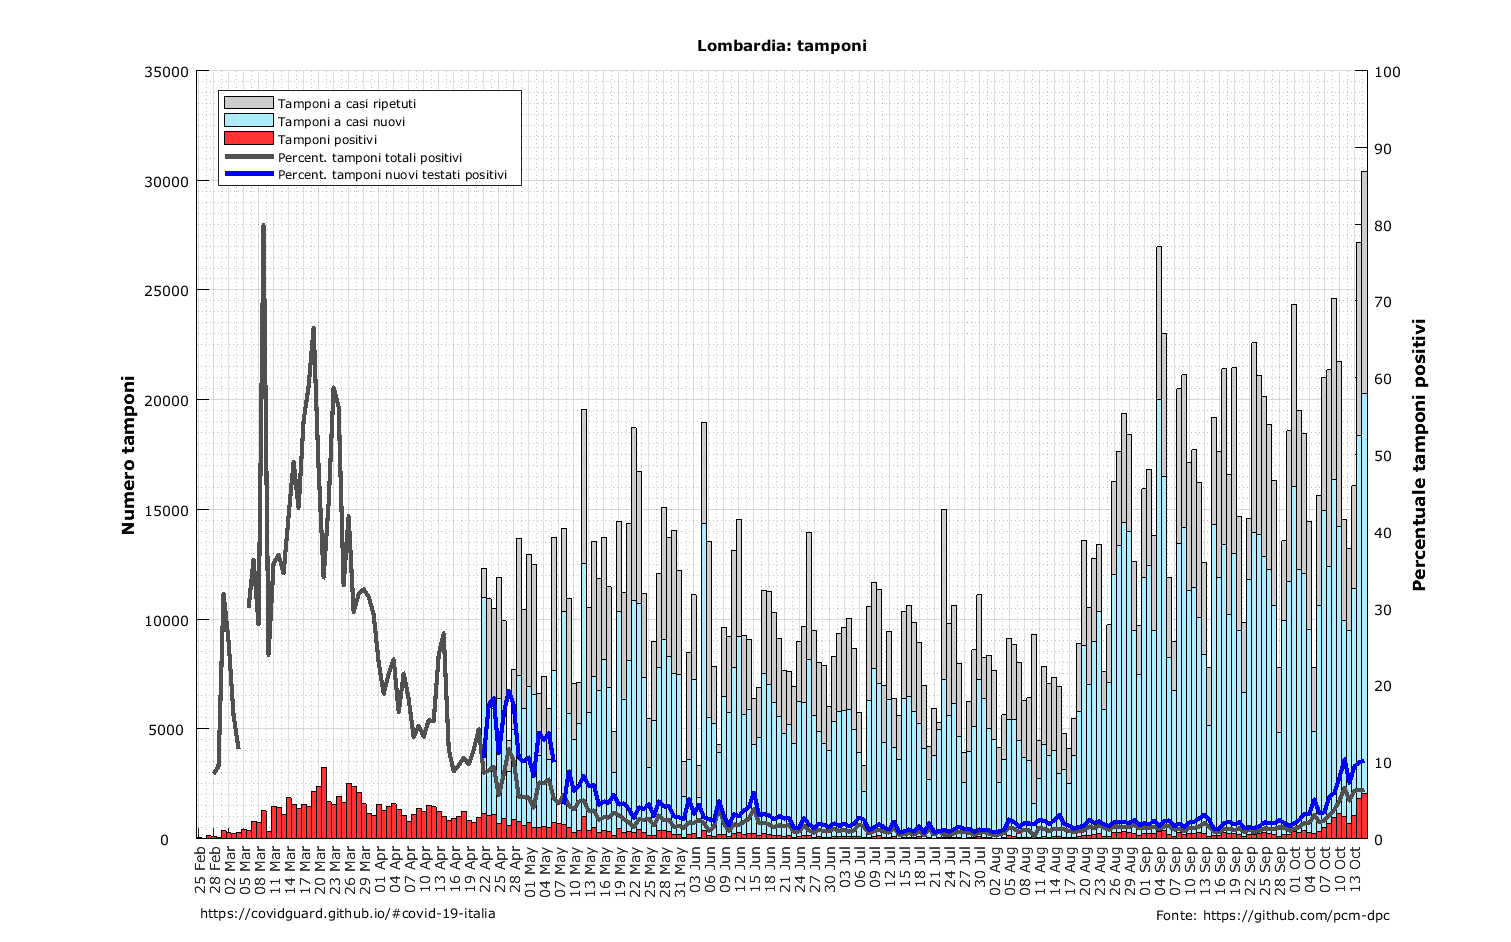 Lombardia: tamponi
35000
30000
25000
20000
15000
10000
5000
0
Numero tamponi
Tamponi a casi ripetuti
Tamponi a casi nuovi
Tamponi positivi
Percent. tamponi totali positivi
Percent. tamponi nuovi testati positivi
100
90
80
70
60
50
40
30
20
10
0
Percentuale tamponi positivi
25 Feb
28 Feb
02 Mar
05 Mar
08 Mar
11 Mar
14 Mar
17 Mar
20 Mar
23 Mar
26 Mar
29 Mar
01 Apr
04 Apr
07 Apr
10 Apr
13 Apr
16 Apr
19 Apr
22 Apr
25 Apr
28 Apr
01 May
04 May
07 May
10 May
13 May
16 May
19 May
22 May
25 May
28 May
31 May
03 Jun
06 Jun
09 Jun
12 Jun
15 Jun
18 Jun
21 Jun
24 Jun
27 Jun
30 Jun
03 Jul
06 Jul
09 Jul
12 Jul
15 Jul
18 Jul
21 Jul
24 Jul
27 Jul
30 Jul
02 Aug
05 Aug
08 Aug
11 Aug
14 Aug
17 Aug
20 Aug
23 Aug
26 Aug
29 Aug
01 Sep
04 Sep
07 Sep
10 Sep
13 Sep
16 Sep
19 Sep
22 Sep
25 Sep
28 Sep
01 Oct
04 Oct
07 Oct
10 Oct
13 Oct
https://covidguard.github.io/#covid-19-italia
Fonte: https://github.com/pcm-dpc